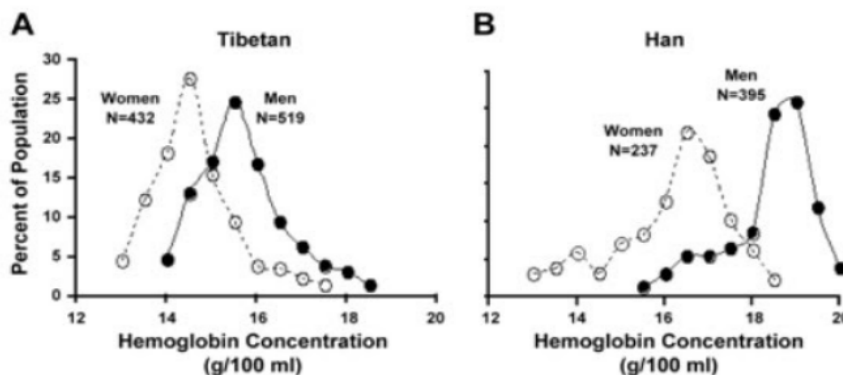 A
Tibetan
Percent of Population
30
25
20
15
10
5
0
Women
N=432
Men
N=519
12
14
16
18
20
Hemoglobin Concentration
(g/100 ml)
B
Han
Women
N=237
Men
N=395
12
14
16
18
20
Hemoglobin Concentration
(g/100 ml)